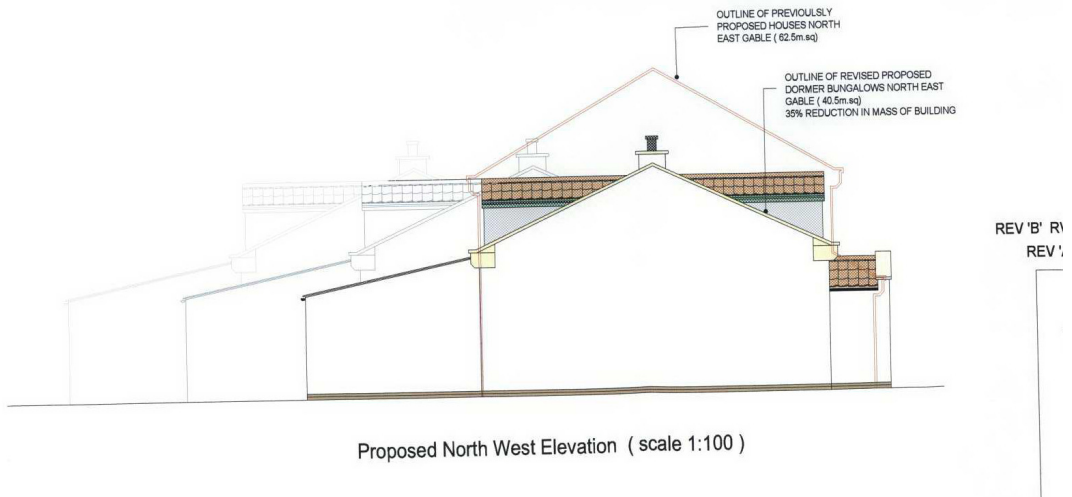 OUTLINE OF PREVIOULSLY
PROPOSED HOUSES NORTH
EAST GABLE ( 62.5m.sq)
OUTLINE OF REVISED PROPOSED
DORMER BUNGALOWS NORTH EAST
GABLE ( 40.5m.sq)
35% REDUCTION IN MASS OF BUILDING
REV 'B'
REV
Proposed North West Elevation ( scale 1:100 )